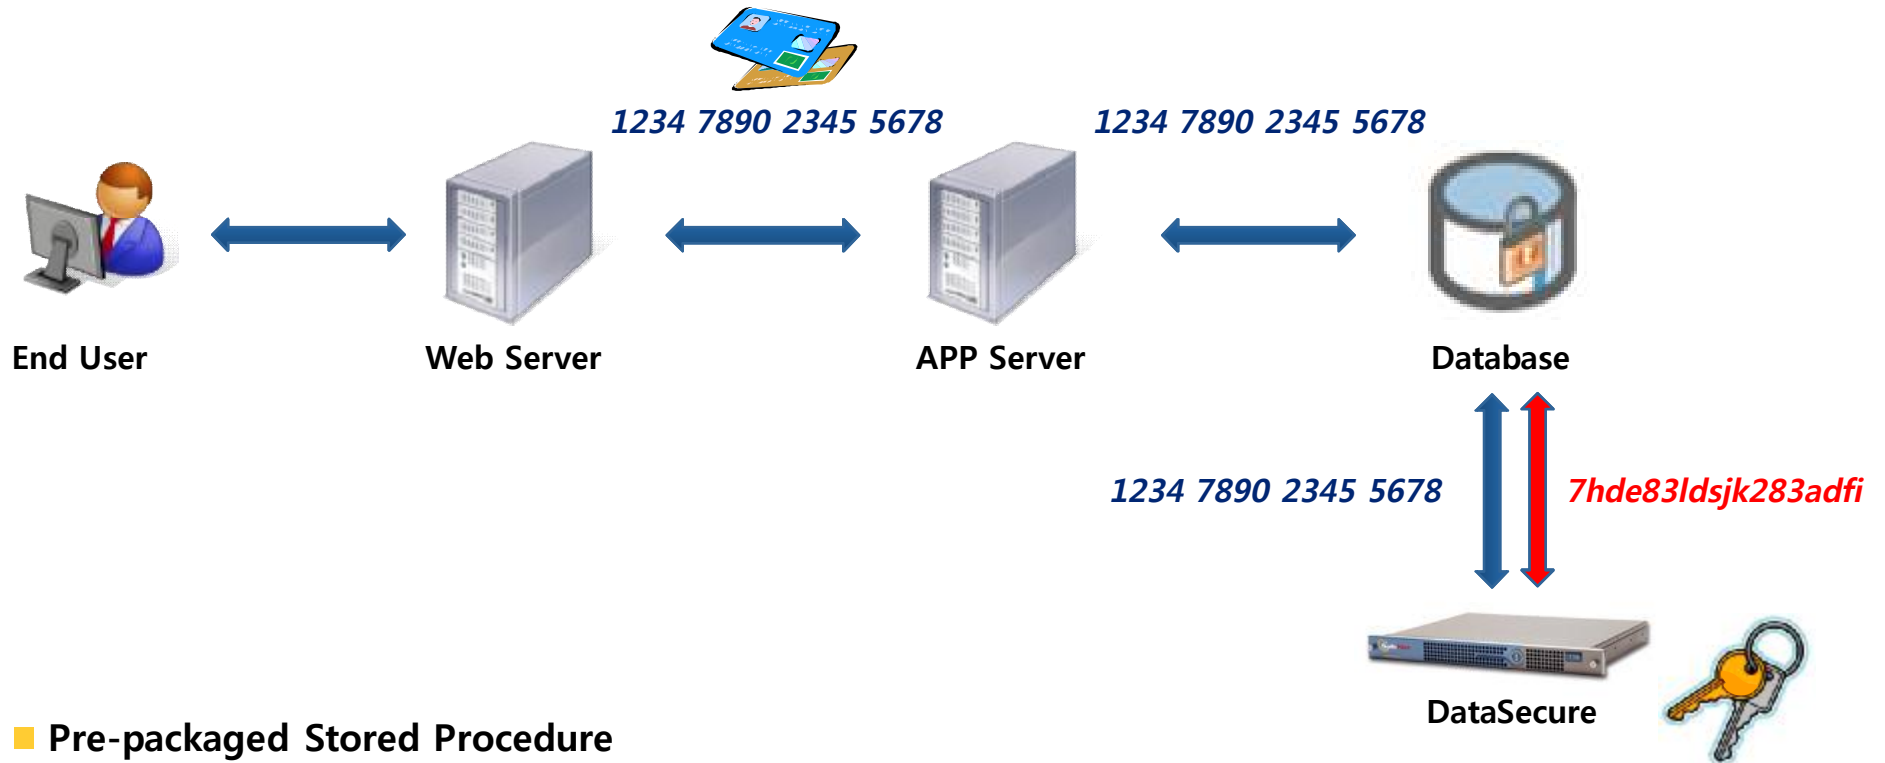 1234 7890 2345 5678
1234 7890 2345 5678
End User
Web Server
APP Server
Database
1234 7890 2345 5678
7hde83ldsjk283adfi
DataSecure
Pre-packaged Stored Procedure